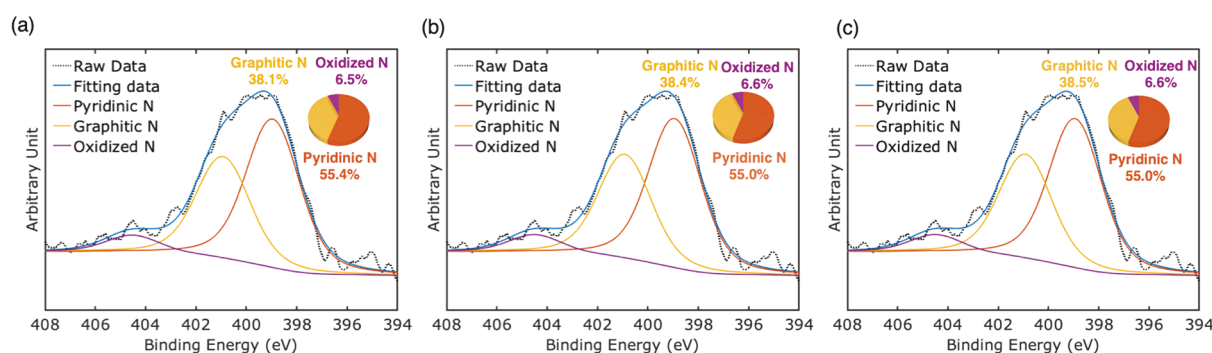 (a)
Raw Data
Fitting data
Pyridinic N
Graphitic N
Oxidized N
Graphitic N Oxidized N
38.1% 6.5%
Pyridinic N
55.4%
Arbitrary Unit
408 406 404 402 400 398 396 394
Binding Energy (eV)
(b)
Raw Data
Fitting data
Pyridinic N
Graphitic N
Oxidized N
Graphitic N Oxidized N
38.4% 6.6%
Pyridinic N
55.0%
Arbitrary Unit
408 406 404 402 400 398 396 394
Binding Energy (eV)
(c)
Raw Data
Fitting data
Pyridinic N
Graphitic N
Oxidized N
Graphitic N Oxidized N
38.5% 6.6%
Pyridinic N
55.0%
Arbitrary Unit
408 406 404 402 400 398 396 394
Binding Energy (eV)